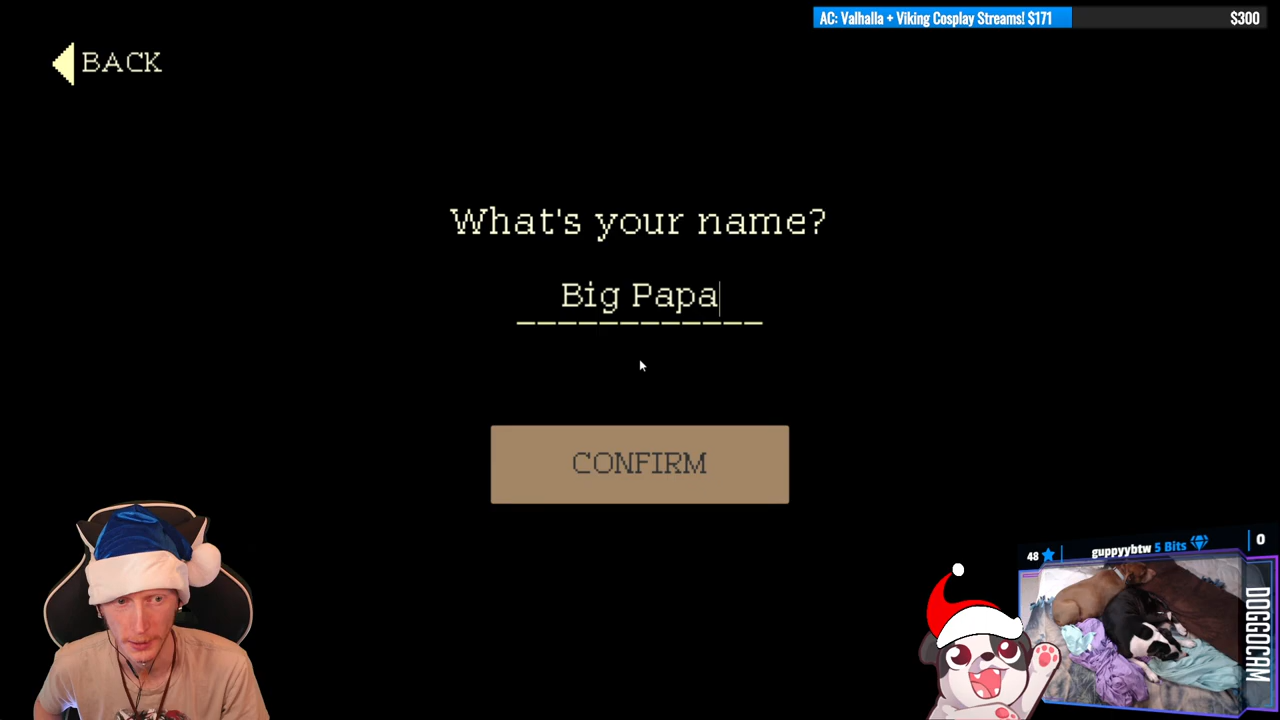 AC: Valhalla + Viking Cosplay Streams! $171
$300
BACK
What's your name?
Big Papa
CONFIRM
48
guppyybtw 5 Bits
0
DOGGOCAM